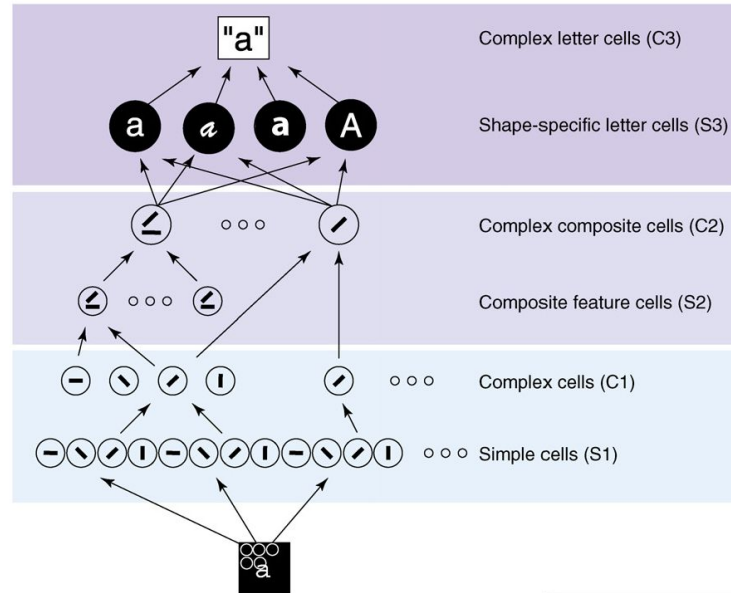 "a" Complex letter cells (C3)
a a a A Shape-specific letter cells (S3)
Complex composite cells (C2)
Composite feature cells (S2)
Complex cells (C1)
Simple cells (S1)
a